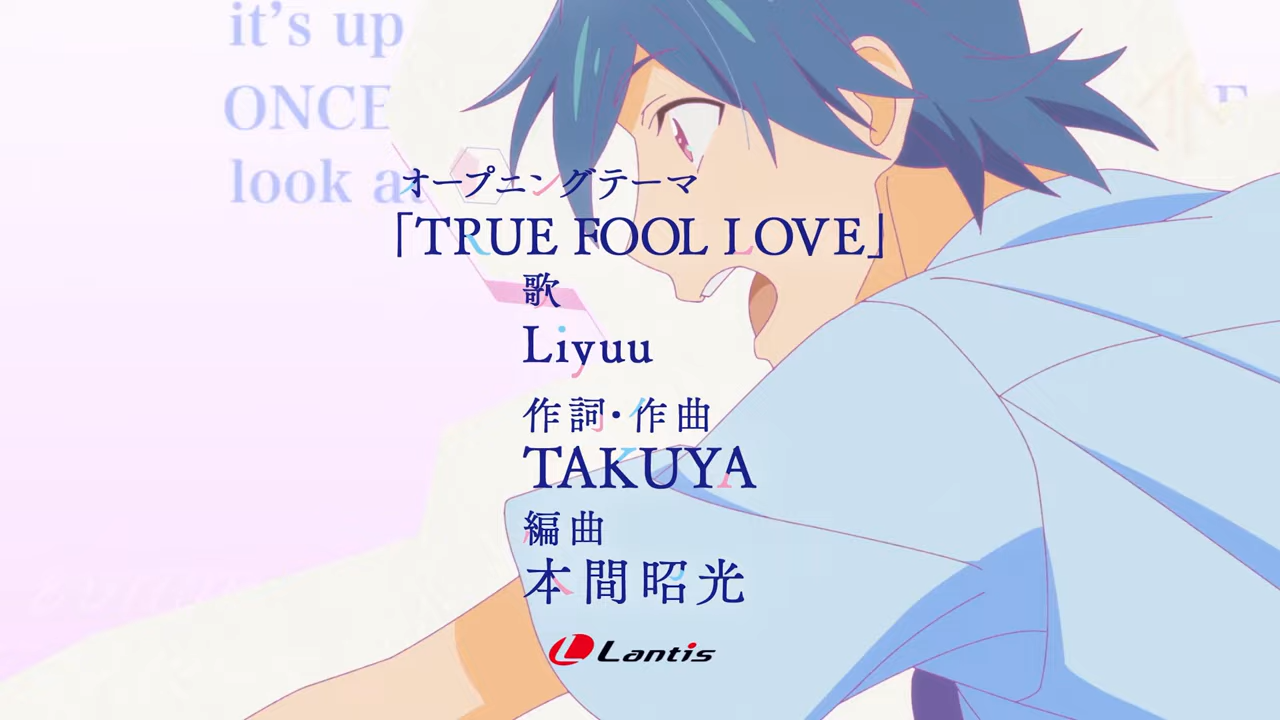 it's up
ONCE
look a
オープニングテーマ
「TRUE FOOL LOVE」
歌
Liyuu
作詞・作曲
TAKUYA
編曲
本間昭光
Lantis